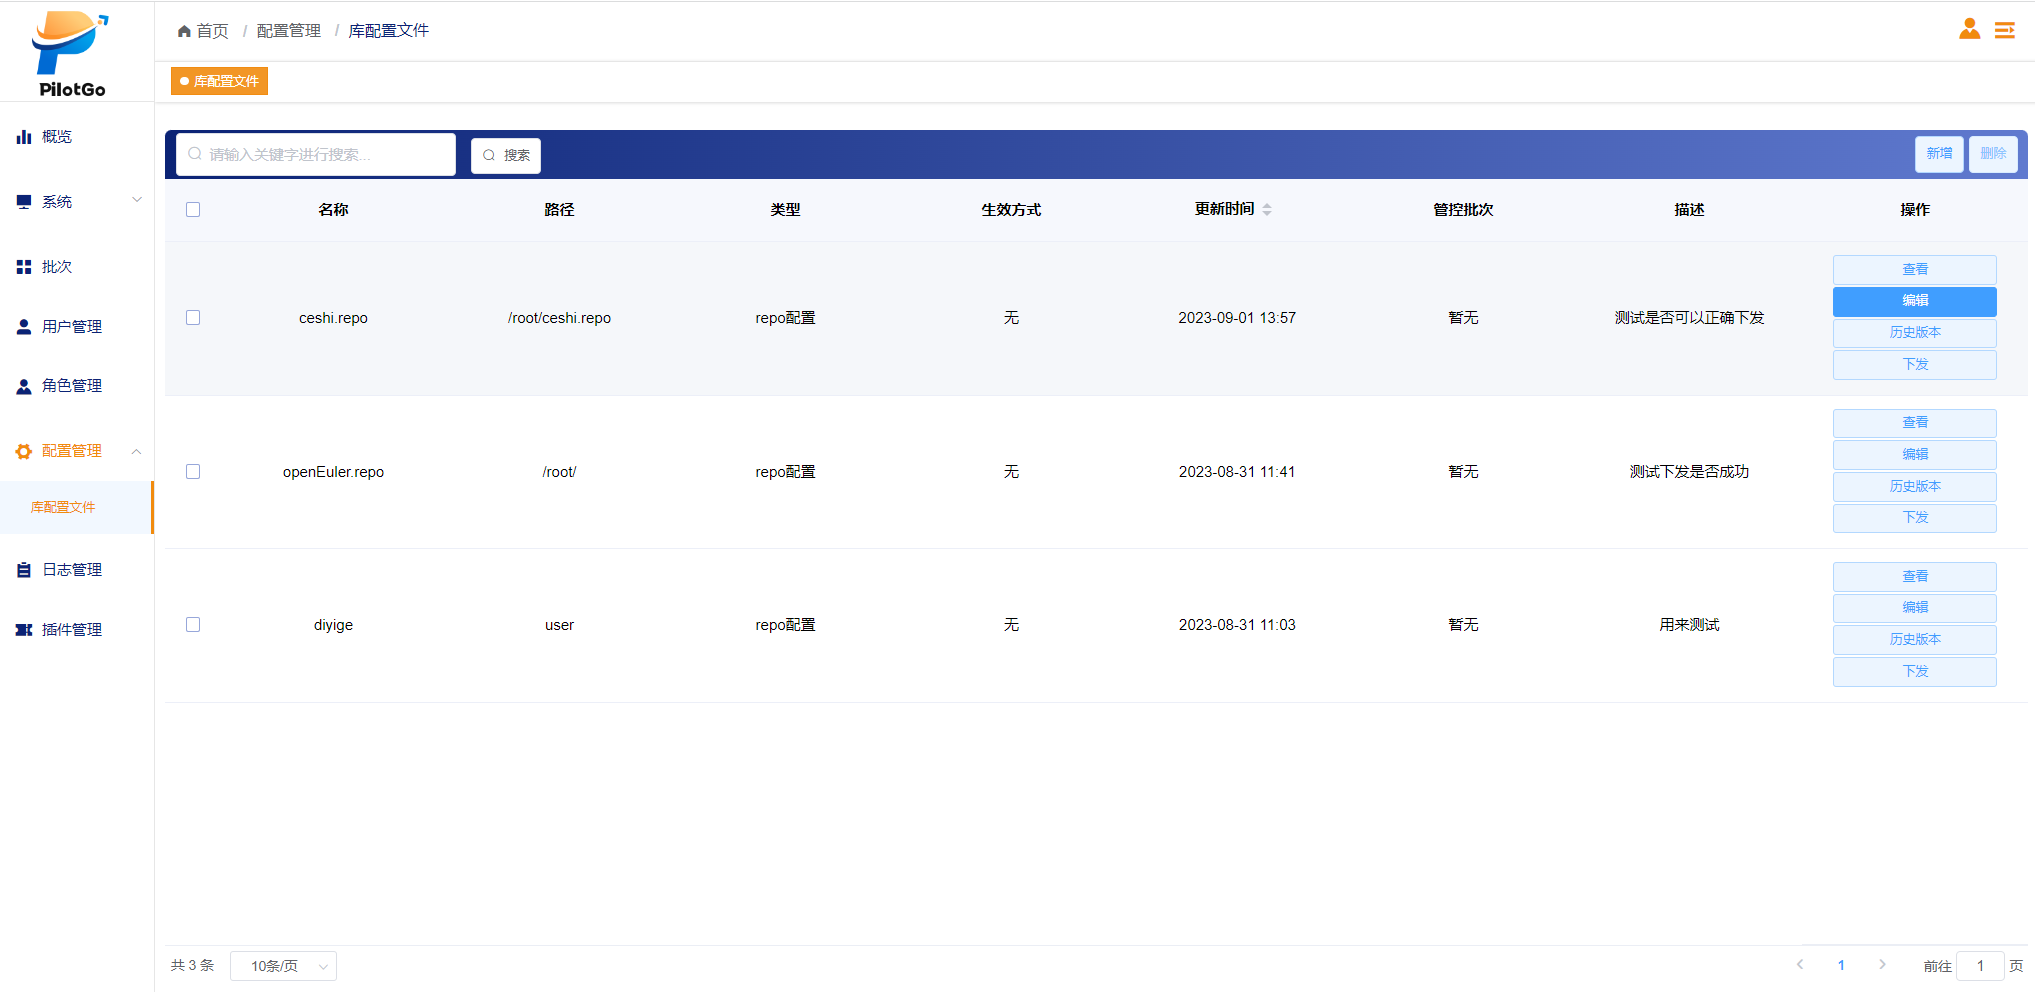 PilotGo
首页 / 配置管理 / 库配置文件
库配置文件
概览
系统
批次
用户管理
角色管理
配置管理
库配置文件
日志管理
插件管理
请输入关键字进行搜索... 搜索 新增 删除
名称 路径 类型 生效方式 更新时间 管控批次 描述 操作
ceshi.repo /root/ceshi.repo repo配置 无 2023-09-01 13:57 暂无 测试是否可以正确下发
查看
编辑
历史版本
下发
openEuler.repo /root/ repo配置 无 2023-08-31 11:41 暂无 测试下发是否成功
查看
编辑
历史版本
下发
diyige user repo配置 无 2023-08-31 11:03 暂无 用来测试
查看
编辑
历史版本
下发
共 3 条 10条/页 1 前往 1 页